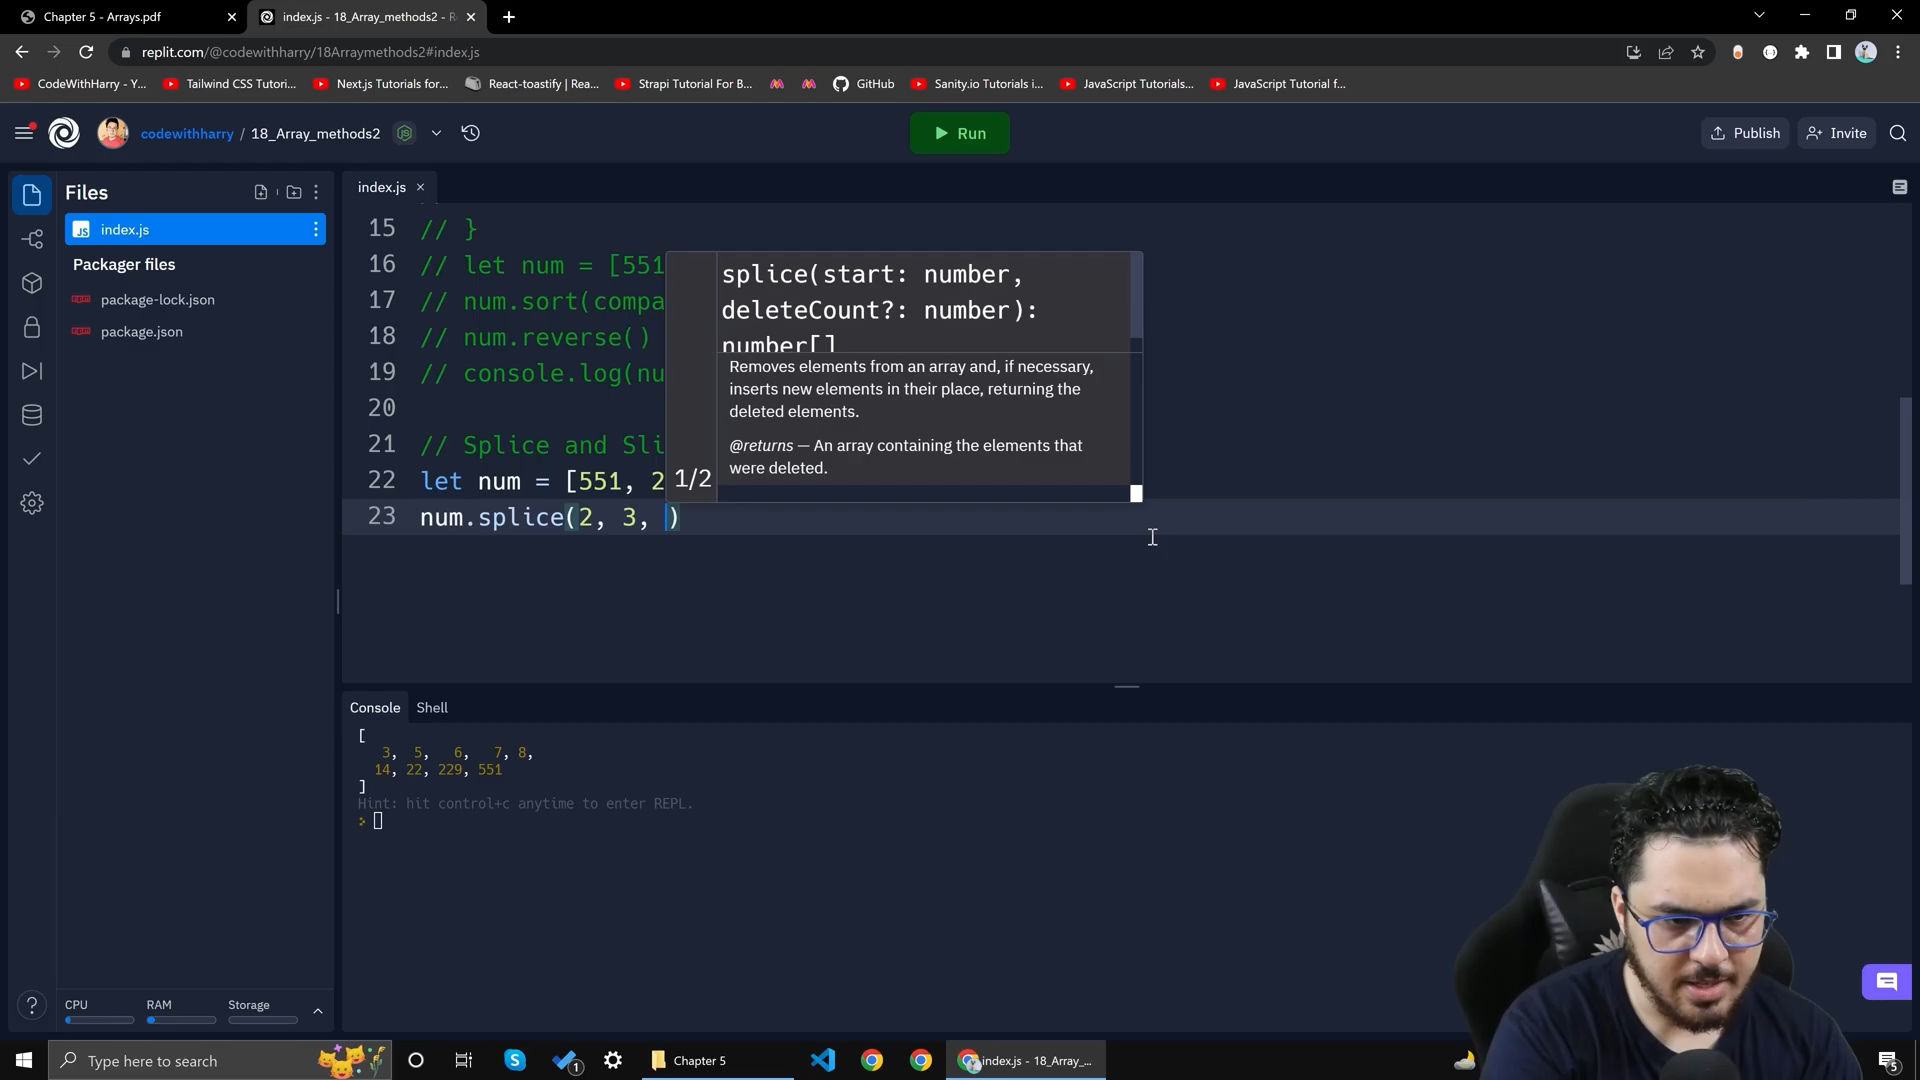 Chapter 5 - Arrays.pdf
index.js - 18_Array_methods2 - R
replit.com/@codewithharry/18Arraymethods2#index.js
CodeWithHarry - Y...
Tailwind CSS Tutori...
Next.js Tutorials for...
React-toastify | Rea...
Strapi Tutorial For B...
GitHub
Sanity.io Tutorials i...
JavaScript Tutorials...
JavaScript Tutorial f...
codewithharry / 18_Array_methods2
Run
Publish
Invite
Files
index.js
Packager files
package-lock.json
package.json
index.js
15 // }
16 // let num = [551
17 // num.sort(compa
18 // num.reverse()
19 // console.log(nu
20
21 // Splice and Sli
22 let num = [551, 2
23 num.splice(2, 3, )
splice(start: number,
deleteCount?: number):
number[]
Removes elements from an array and, if necessary,
inserts new elements in their place, returning the
deleted elements.
@returns — An array containing the elements that
were deleted.
1/2
Console
Shell
[
3, 5, 6, 7, 8,
14, 22, 229, 551
]
Hint: hit control+c anytime to enter REPL.
>
CPU
RAM
Storage
Type here to search
1
Chapter 5
index.js - 18_Array_...
5